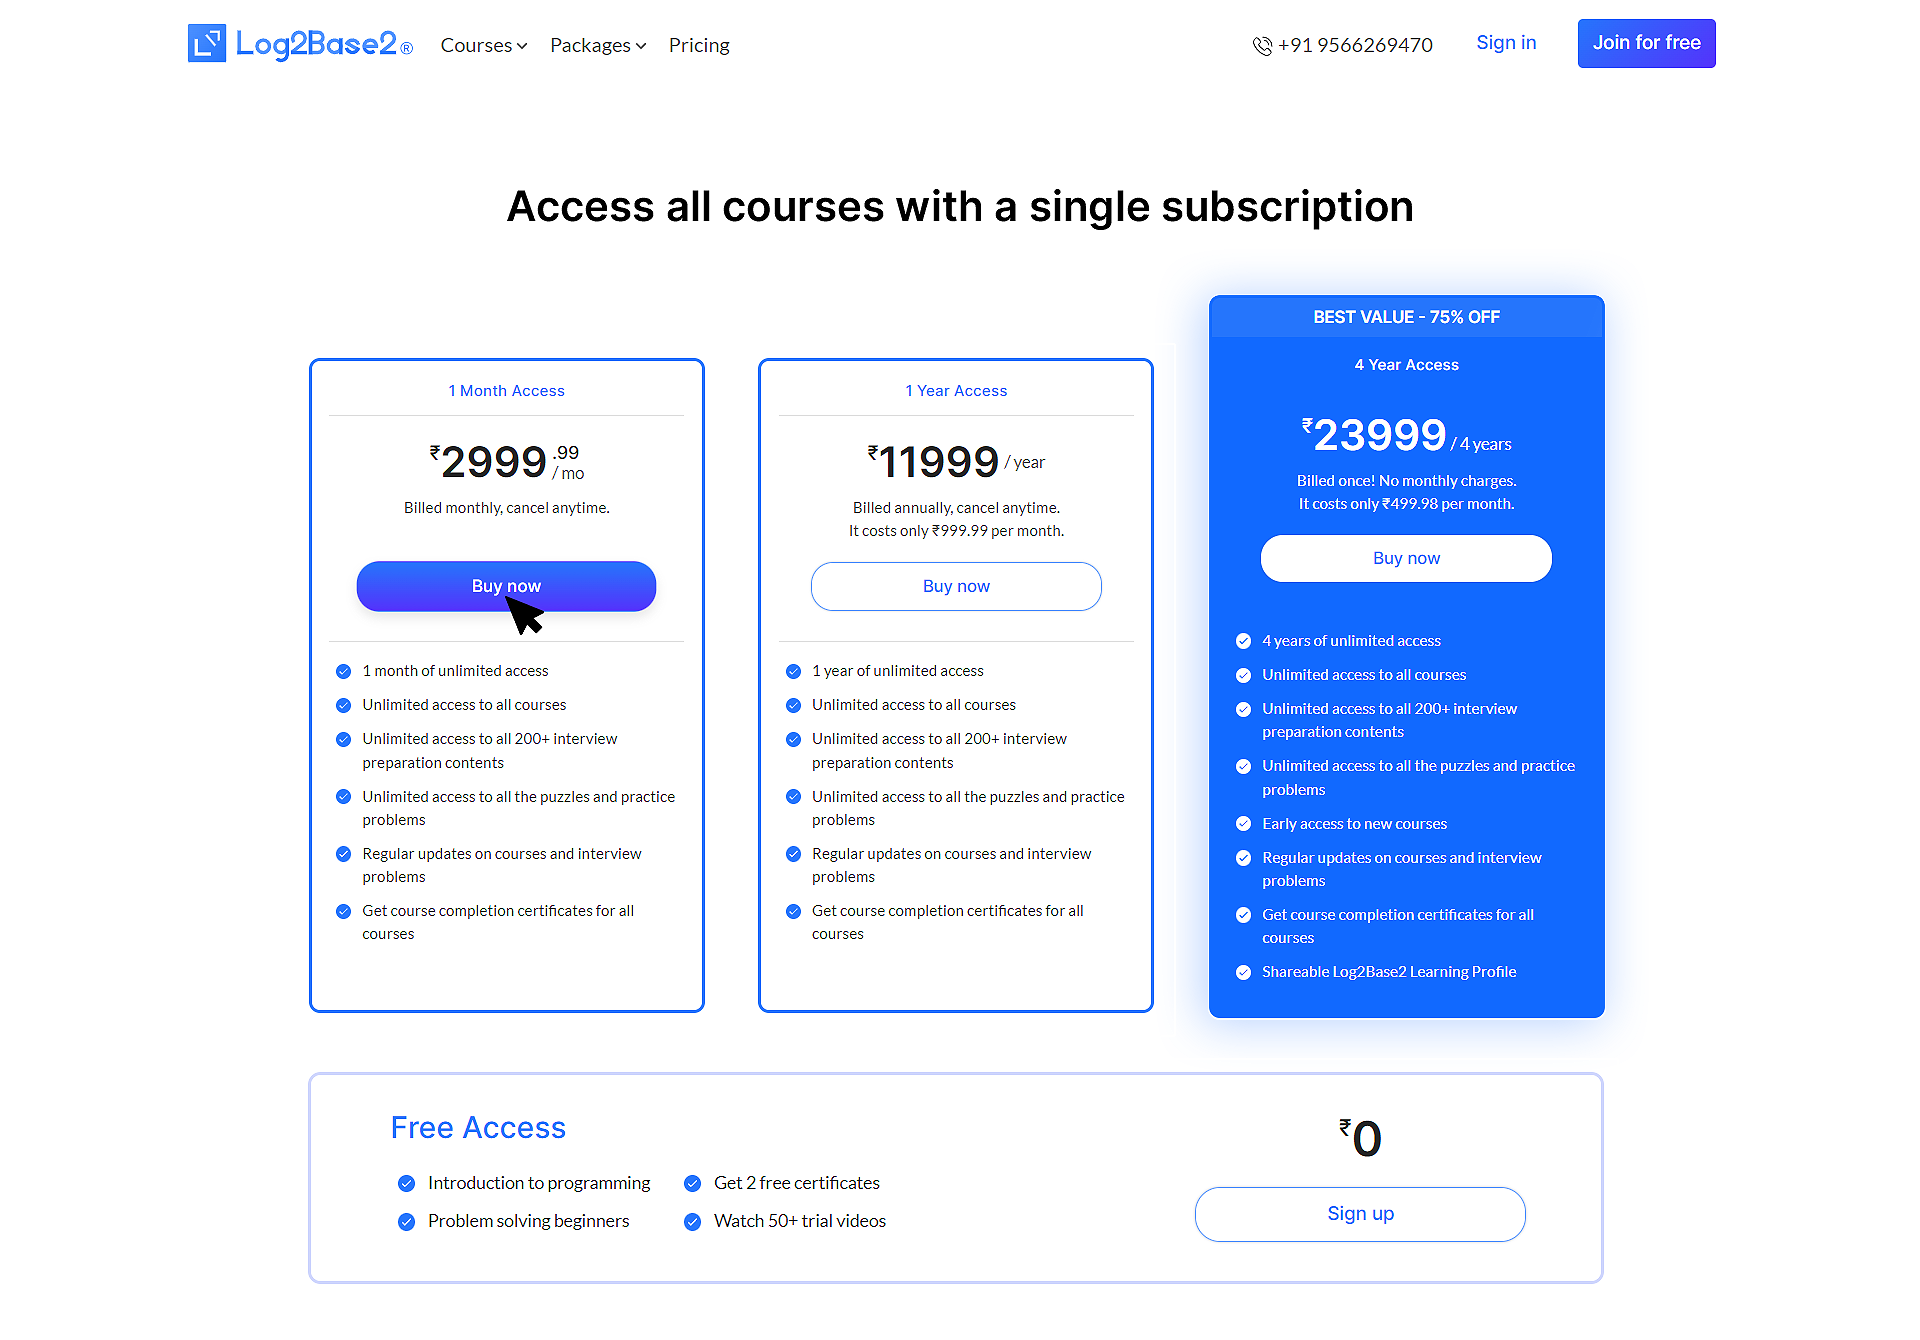 Log2Base2®
Courses
Packages
Pricing
+91 9566269470
Sign in
Join for free
Access all courses with a single subscription
1 Month Access
₹2999.99 / mo
Billed monthly, cancel anytime.
Buy now
1 month of unlimited access
Unlimited access to all courses
Unlimited access to all 200+ interview
preparation contents
Unlimited access to all the puzzles and practice
problems
Regular updates on courses and interview
problems
Get course completion certificates for all
courses
1 Year Access
₹11999 / year
Billed annually, cancel anytime.
It costs only ₹999.99 per month.
Buy now
1 year of unlimited access
Unlimited access to all courses
Unlimited access to all 200+ interview
preparation contents
Unlimited access to all the puzzles and practice
problems
Regular updates on courses and interview
problems
Get course completion certificates for all
courses
BEST VALUE - 75% OFF
4 Year Access
₹23999 / 4 years
Billed once! No monthly charges.
It costs only ₹499.98 per month.
Buy now
4 years of unlimited access
Unlimited access to all courses
Unlimited access to all 200+ interview
preparation contents
Unlimited access to all the puzzles and practice
problems
Early access to new courses
Regular updates on courses and interview
problems
Get course completion certificates for all
courses
Shareable Log2Base2 Learning Profile
Free Access
Introduction to programming
Get 2 free certificates
Problem solving beginners
Watch 50+ trial videos
₹0
Sign up